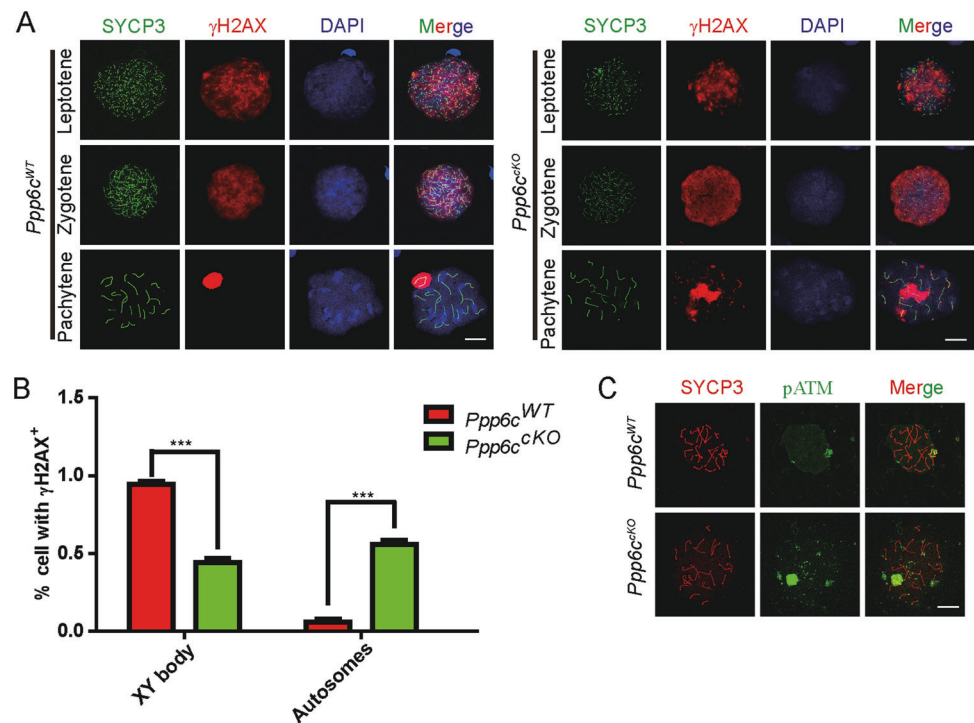 A
SYCP3 γH2AX DAPI Merge
Ppp6cWT
Leptotene
Zygotene
Pachytene
SYCP3 γH2AX DAPI Merge
Ppp6ccKO
Leptotene
Zygotene
Pachytene
B
% cell with γH2AX+
1.5
1.0
0.5
0.0
***
***
Ppp6cWT
Ppp6ccKO
XY body
Autosomes
C
SYCP3 pATM Merge
Ppp6cWT
Ppp6ccKO